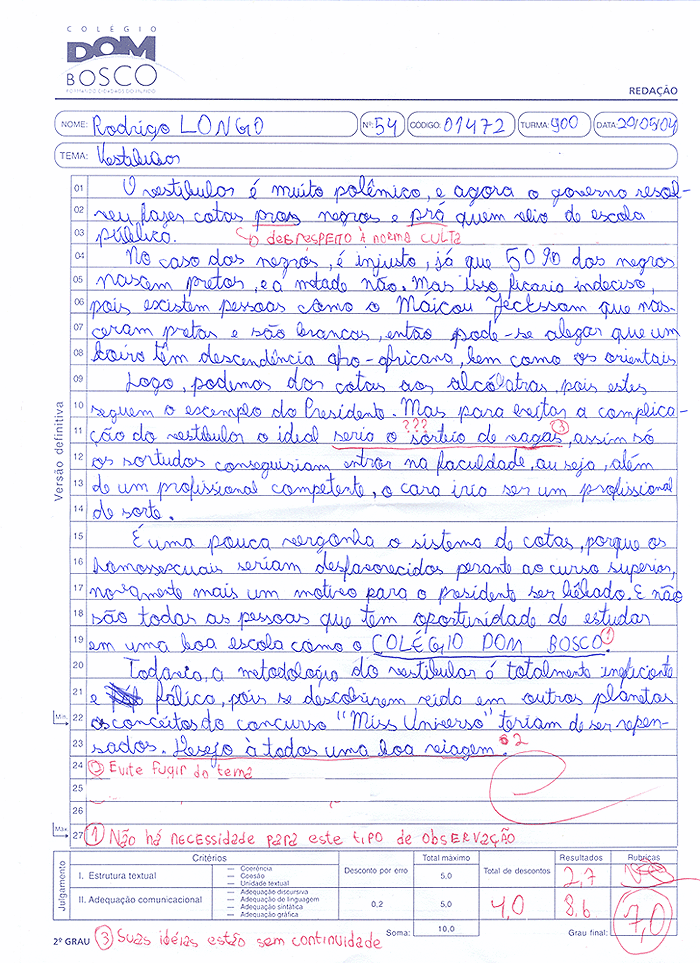 COLÉGIO
DOM
BOSCO
FORMANDO CIDADÃOS DO MUNDO
REDAÇÃO
NOME: Rodrigo LONGO Nº: 54 CÓDIGO: 01472 TURMA: 900 DATA: 29/05/04
TEMA: Vestibular
Versão definitiva
01 O vestibular é muito polêmico, e agora o governo resol-
02 veu fazer cotas pros negros e prá quem veio de escola
03 pública. desrespeito à norma culta
04 No caso dos negros, é injusto, já que 50% dos negros
05 nascem pretos, e a metade não. Mas isso ficaria indeciso,
06 pois existem pessoas como o Máicou Jeckssom que nas-
07 ceram pretas e são brancas, então pode-se alegar que um
08 bairo têm descendência afro-africana, bem como os orientais
09 Logo, podemos dar cotas aos alcóolatras, pois estes
10 seguem o exemplo do Presidente. Mas para evitar a complica-
??? 3
11 ção do vestibular o ideal seria o sorteio de vagas, assim só
12 os sortudos conseguiriam entrar na faculdade, ou seja, além
13 de um profissional competente, o cara iria ser um profissional
14 de sorte.
15 É uma pouca vergonha o sistema de cotas, porque os
16 homossexuais seriam desfavorecidos perante ao curso superior,
17 novamente mais um motivo para o presidente ser bêbado. E não
18 são todas as pessoas que tem oportunidade de estudar
19 em uma boa escola como o COLÉGIO DOM BOSCO. 1
20 Todavia, a metodologia do vestibular é totalmente ineficiente
21 e fálica, pois se descobrirem vida em outros planetas
Min. 22 os conceitos do concurso "Miss Universo" teriam de ser repen-
23 sados. Desejo à todos uma boa viagem. 2
24 2 Evite fugir do tema
25
26
Máx. 27 1 Não há necessidade para este tipo de observação
Julgamento
Critérios Desconto por erro Total máximo Total de descontos Resultados Rubricas
I. Estrutura textual — Coerência — Coesão — Unidade textual 5,0 2,7
II. Adequação comunicacional — Adequação discursiva — Adequação de linguagem — Adequação sintática — Adequação gráfica 0,2 5,0 4,0 8,6
Soma: 10,0 Grau final: 7,0
2º GRAU 3 Suas idéias estão sem continuidade